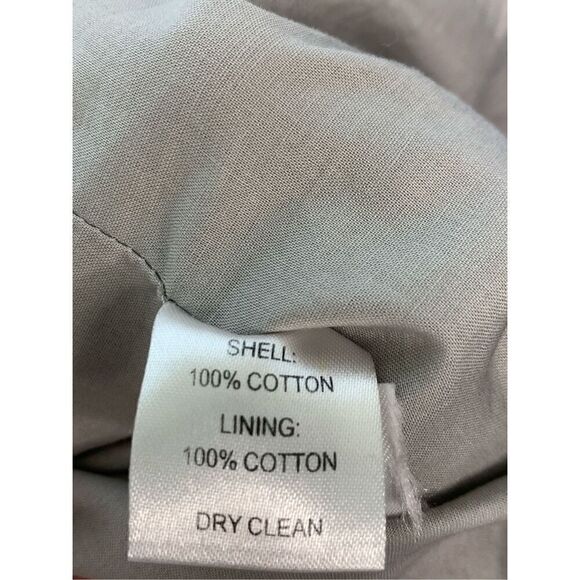 SHELL:
100% COTTON
LINING:
100% COTTON
DRY CLEAN